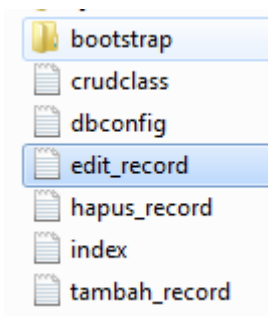 bootstrap
crudclass
dbconfig
edit_record
hapus_record
index
tambah_record